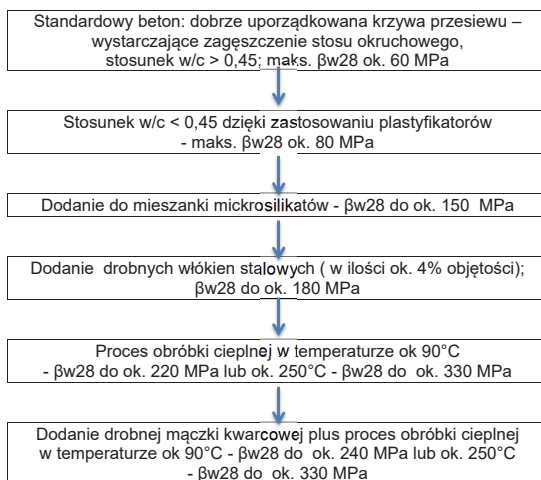 Standardowy beton: dobrze uporządkowana krzywa przesiewu –
wystarczające zagęszczenie stosu okruchowego,
stosunek w/c > 0,45; maks. βw28 ok. 60 MPa
Stosunek w/c < 0,45 dzięki zastosowaniu plastyfikatorów
- maks. βw28 ok. 80 MPa
Dodanie do mieszanki mickrosilikatów - βw28 do ok. 150 MPa
Dodanie drobnych włókien stalowych ( w ilości ok. 4% objętości);
βw28 do ok. 180 MPa
Proces obróbki cieplnej w temperaturze ok 90°C
- βw28 do ok. 220 MPa lub ok. 250°C - βw28 do ok. 330 MPa
Dodanie drobnej mączki kwarcowej plus proces obróbki cieplnej
w temperaturze ok 90°C - βw28 do ok. 240 MPa lub ok. 250°C
- βw28 do ok. 330 MPa